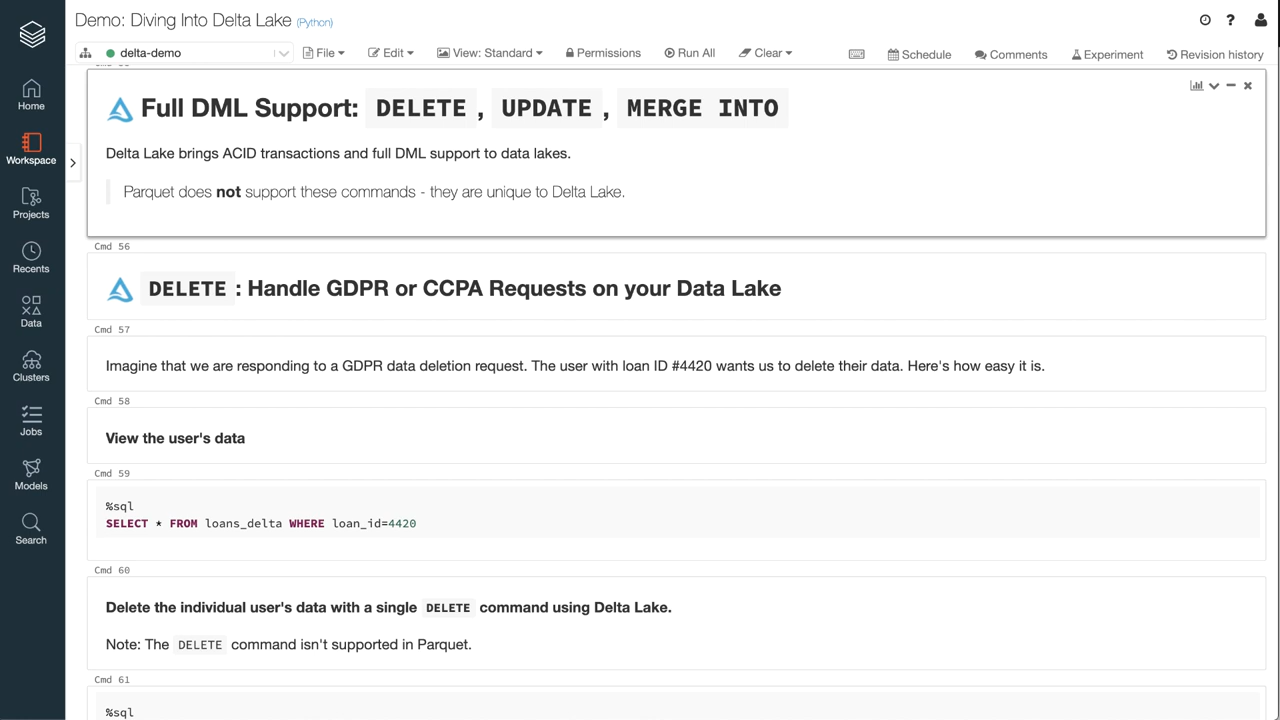 Demo: Diving Into Delta Lake (Python)
delta-demo
File
Edit
View: Standard
Permissions
Run All
Clear
Schedule
Comments
Experiment
Revision history
Home
Workspace
Projects
Recents
Data
Clusters
Jobs
Models
Search
Full DML Support: DELETE , UPDATE , MERGE INTO
Delta Lake brings ACID transactions and full DML support to data lakes.
Parquet does not support these commands - they are unique to Delta Lake.
Cmd 56
DELETE : Handle GDPR or CCPA Requests on your Data Lake
Cmd 57
Imagine that we are responding to a GDPR data deletion request. The user with loan ID #4420 wants us to delete their data. Here's how easy it is.
Cmd 58
View the user's data
Cmd 59
%sql
SELECT * FROM loans_delta WHERE loan_id=4420
Cmd 60
Delete the individual user's data with a single DELETE command using Delta Lake.
Note: The DELETE command isn't supported in Parquet.
Cmd 61
%sql